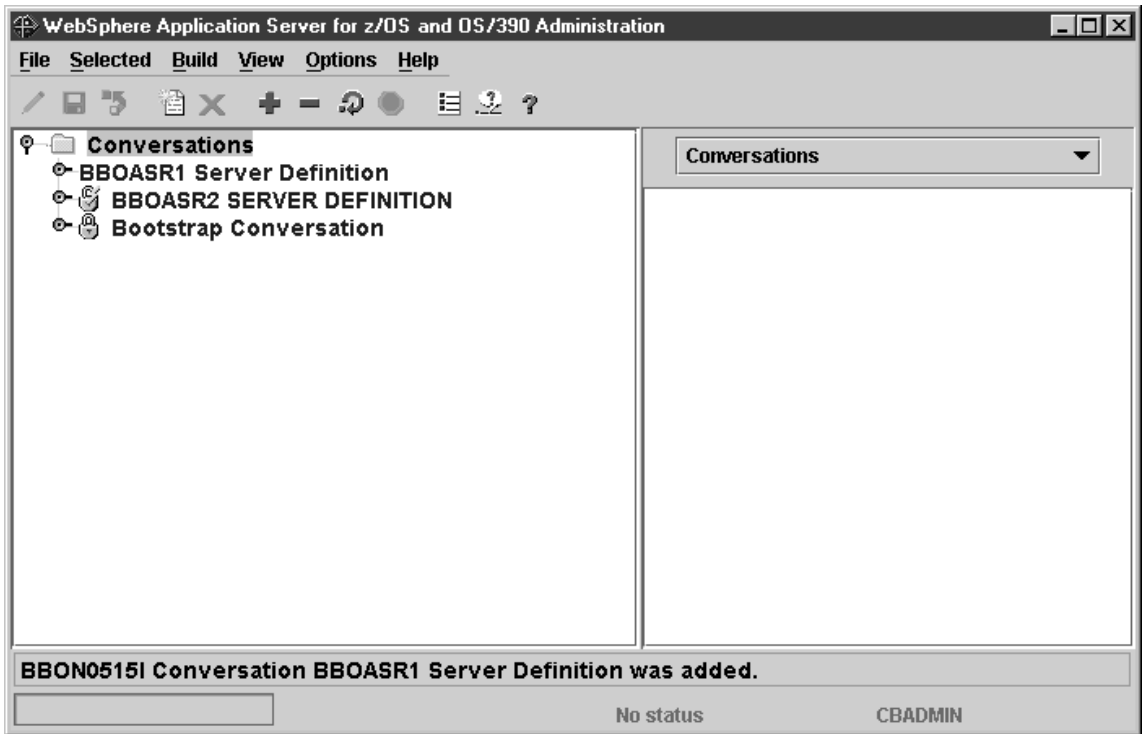 WebSphere Application Server for z/OS and OS/390 Administration
File Selected Build View Options Help
Conversations
BBOASR1 Server Definition
BBOASR2 SERVER DEFINITION
Bootstrap Conversation
Conversations
BBON0515I Conversation BBOASR1 Server Definition was added.
No status CBADMIN